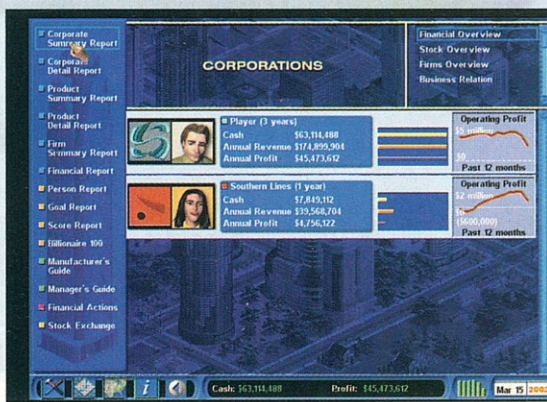 Corporate
Summary Report
Corporate
Detail Report
Product
Summary Report
Product
Detail Report
Firm
Summary Report
Financial Report
Person Report
Goal Report
Score Report
Billionaire 100
Manufacturer's
Guide
Manager's Guide
Financial Actions
Stock Exchange
CORPORATIONS
Financial Overview
Stock Overview
Firms Overview
Business Relation
Player (3 years)
Cash $63,114,488
Annual Revenue $174,899,904
Annual Profit $45,473,612
Operating Profit
$5 million
$0
Past 12 months
Southern Lines (1 year)
Cash $7,849,112
Annual Revenue $39,568,704
Annual Profit $4,756,122
Operating Profit
$2 million
$0
($600,000)
Past 12 months
i
Cash: $63,114,488
Profit: $45,473,612
Mar 15 2002